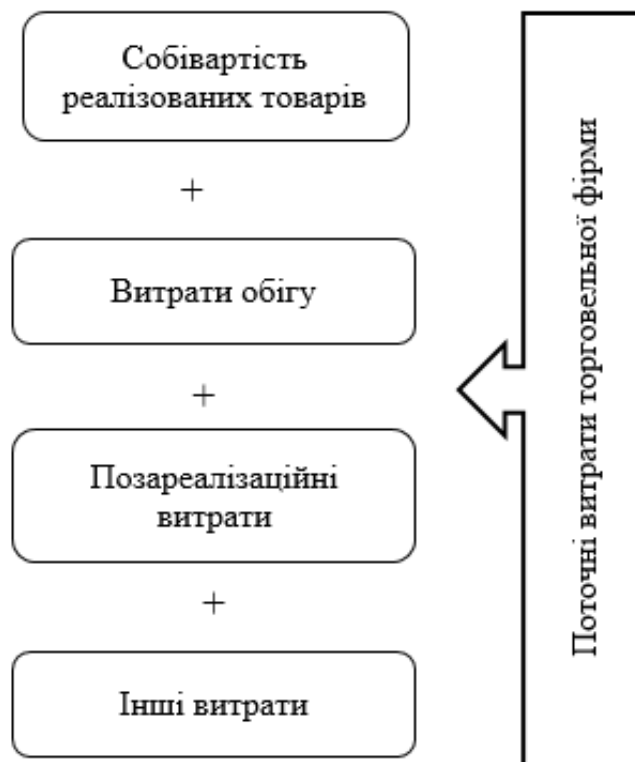 Собівартість
реалізованих товарів
+
Витрати обігу
+
Позареалізаційні
витрати
+
Інші витрати
Поточні витрати торговельної фірми